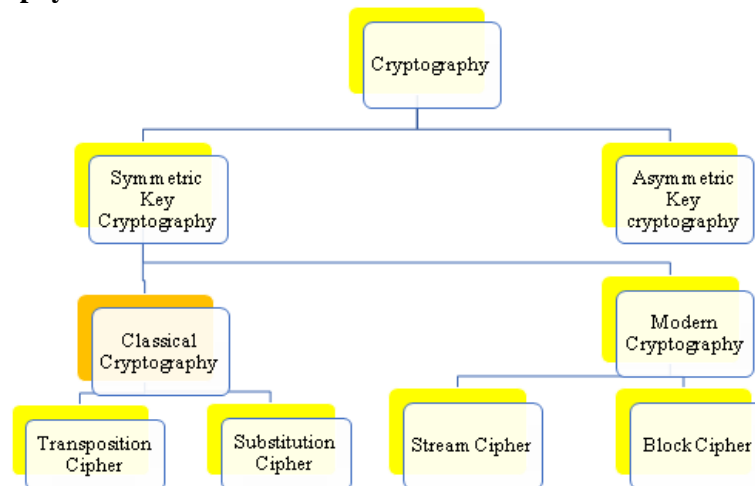 Cryptography
Symmetric
Key
Cryptography
Asymmetric
Key
cryptography
Classical
Cryptography
Modern
Cryptography
Transposition
Cipher
Substitution
Cipher
Stream Cipher
Block Cipher